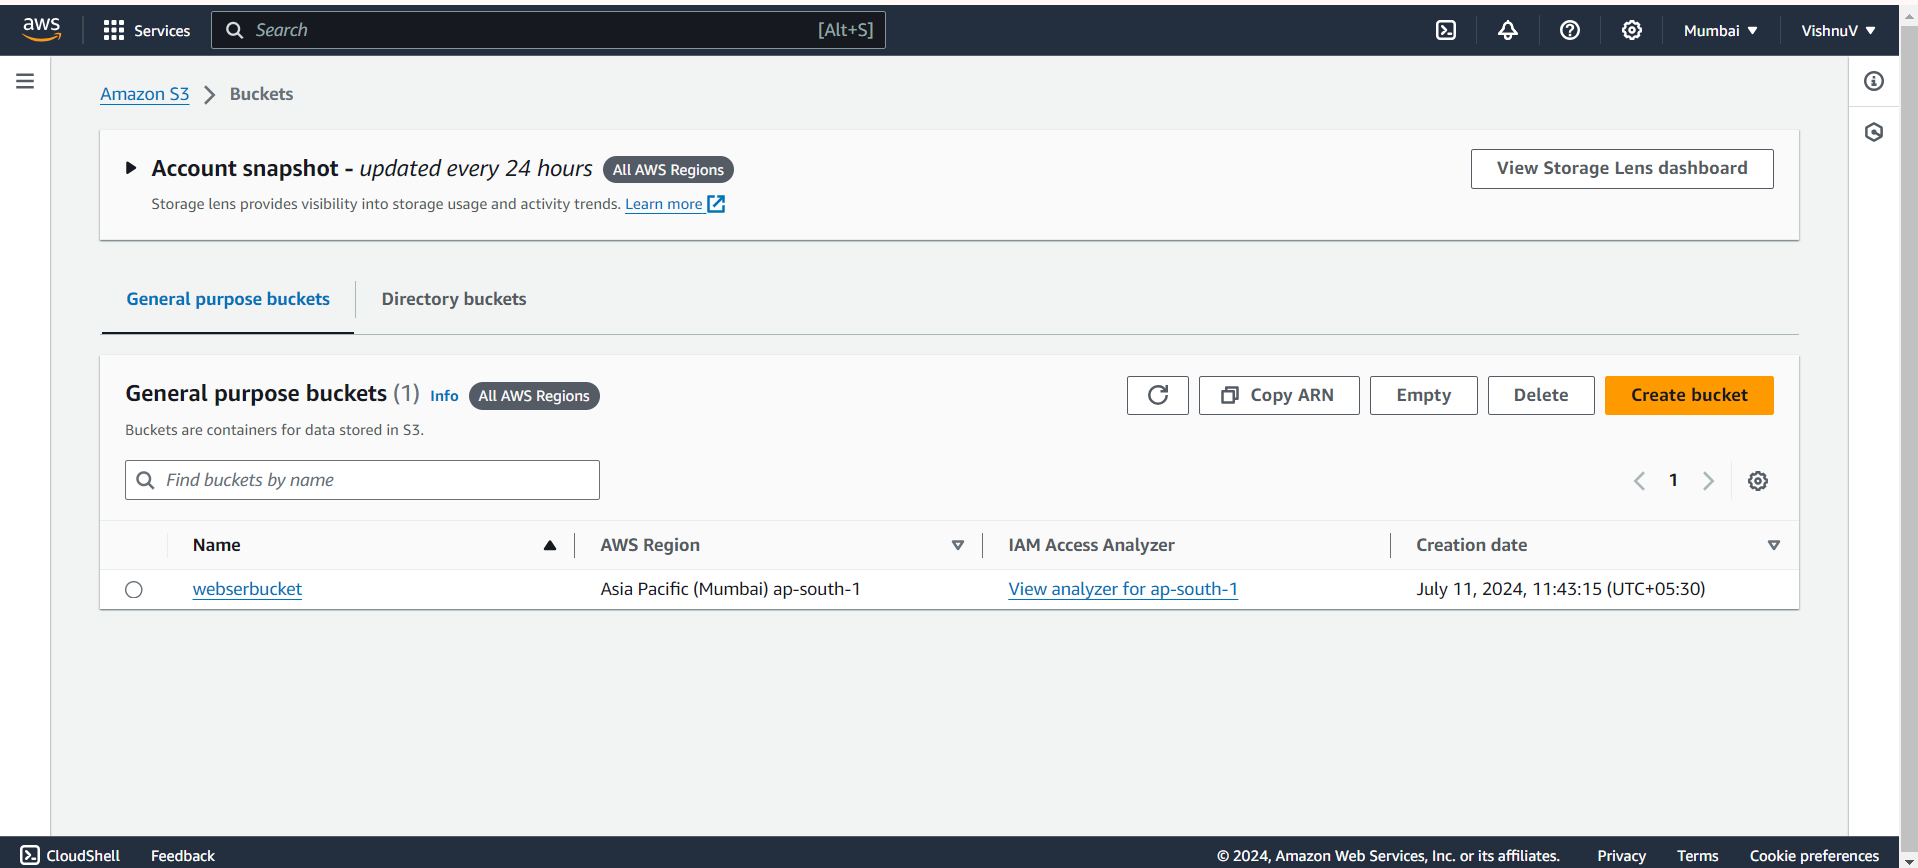 aws Services Search [Alt+S] Mumbai VishnuV
Amazon S3 Buckets
Account snapshot - updated every 24 hours All AWS Regions View Storage Lens dashboard
Storage lens provides visibility into storage usage and activity trends. Learn more
General purpose buckets Directory buckets
General purpose buckets (1) Info All AWS Regions Copy ARN Empty Delete Create bucket
Buckets are containers for data stored in S3.
Find buckets by name 1
Name AWS Region IAM Access Analyzer Creation date
webserbucket Asia Pacific (Mumbai) ap-south-1 View analyzer for ap-south-1 July 11, 2024, 11:43:15 (UTC+05:30)
CloudShell Feedback © 2024, Amazon Web Services, Inc. or its affiliates. Privacy Terms Cookie preferences